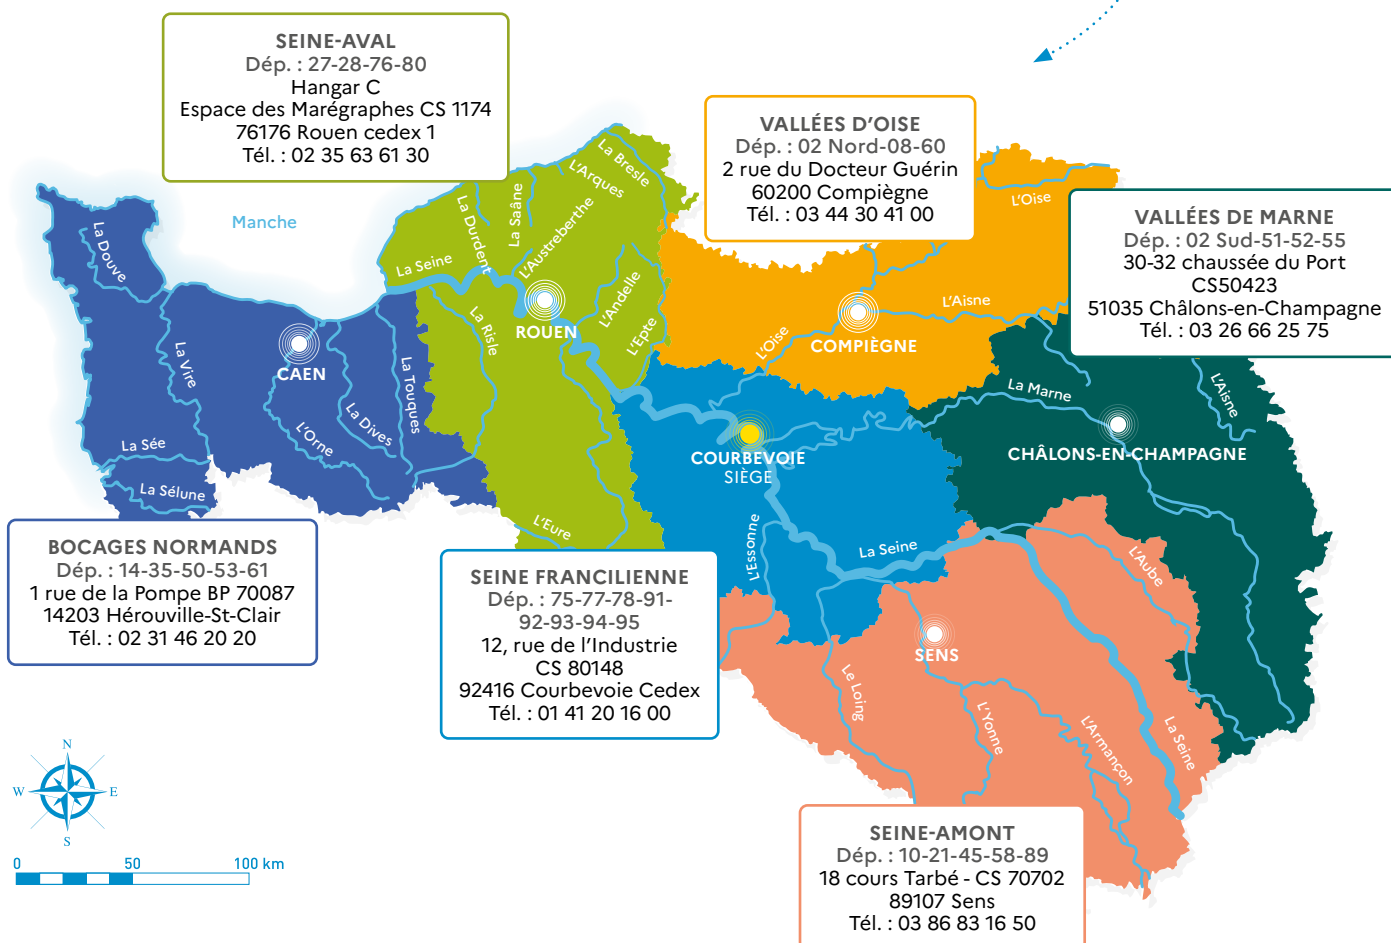 SEINE-AVAL
Dép. : 27-28-76-80
Hangar C
Espace des Marégraphes CS 1174
76176 Rouen cedex 1
Tél. : 02 35 63 61 30
VALLÉES D’OISE
Dép. : 02 Nord-08-60
2 rue du Docteur Guérin
60200 Compiègne
Tél. : 03 44 30 41 00
VALLÉES DE MARNE
Dép. : 02 Sud-51-52-55
30-32 chaussée du Port
CS50423
51035 Châlons-en-Champagne
Tél. : 03 26 66 25 75
Manche
La Douve
La Vire
La Sée
La Sélune
CAEN
L’Orne
La Dives
La Touques
La Seine
La Durdent
La Saâne
L’Austreberthe
L’Arques
La Bresle
ROUEN
La Risle
L’Andelle
L’Epte
L’Eure
L’Oise
L’Oise
L’Aisne
COMPIÈGNE
La Marne
L’Aisne
CHÂLONS-EN-CHAMPAGNE
COURBEVOIE
SIÈGE
L’Essonne
La Seine
L’Aube
SENS
Le Loing
L’Yonne
L’Armançon
La Seine
BOCAGES NORMANDS
Dép. : 14-35-50-53-61
1 rue de la Pompe BP 70087
14203 Hérouville-St-Clair
Tél. : 02 31 46 20 20
SEINE FRANCILIENNE
Dép. : 75-77-78-91-
92-93-94-95
12, rue de l’Industrie
CS 80148
92416 Courbevoie Cedex
Tél. : 01 41 20 16 00
SEINE-AMONT
Dép. : 10-21-45-58-89
18 cours Tarbé - CS 70702
89107 Sens
Tél. : 03 86 83 16 50
N
W E
S
0 50 100 km